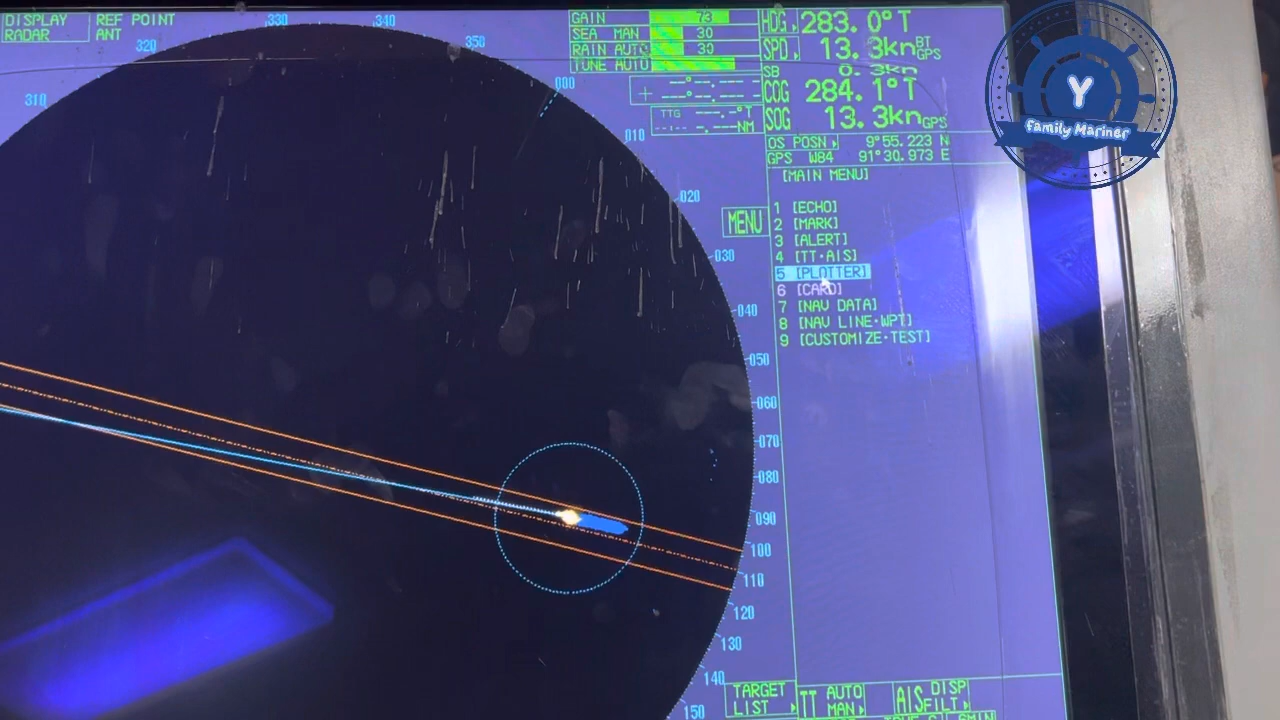 DISPLAY
RADAR
REF POINT
ANT
GAIN 73
SEA MAN 30
RAIN AUTO 30
TUNE AUTO
HDG 283.0°T
SPD 13.3kn BT GPS
SB 0.3kn
COG 284.1°T
SOG 13.3kn GPS
+ --°--.---
---°--.---
TTG ---.-°T
--:-- -.---NM
OS POSN 9°55.223 N
GPS W84 91°30.973 E
[MAIN MENU]
MENU
1 [ECHO]
2 [MARK]
3 [ALERT]
4 [TT·AIS]
5 [PLOTTER]
6 [CARD]
7 [NAV DATA]
8 [NAV LINE·WPT]
9 [CUSTOMIZE·TEST]
310
320
330
340
350
000
010
020
030
040
050
060
070
080
090
100
110
120
130
140
150
TARGET
LIST
TT AUTO
MAN
AIS DISP
FILT
Y
family Mariner